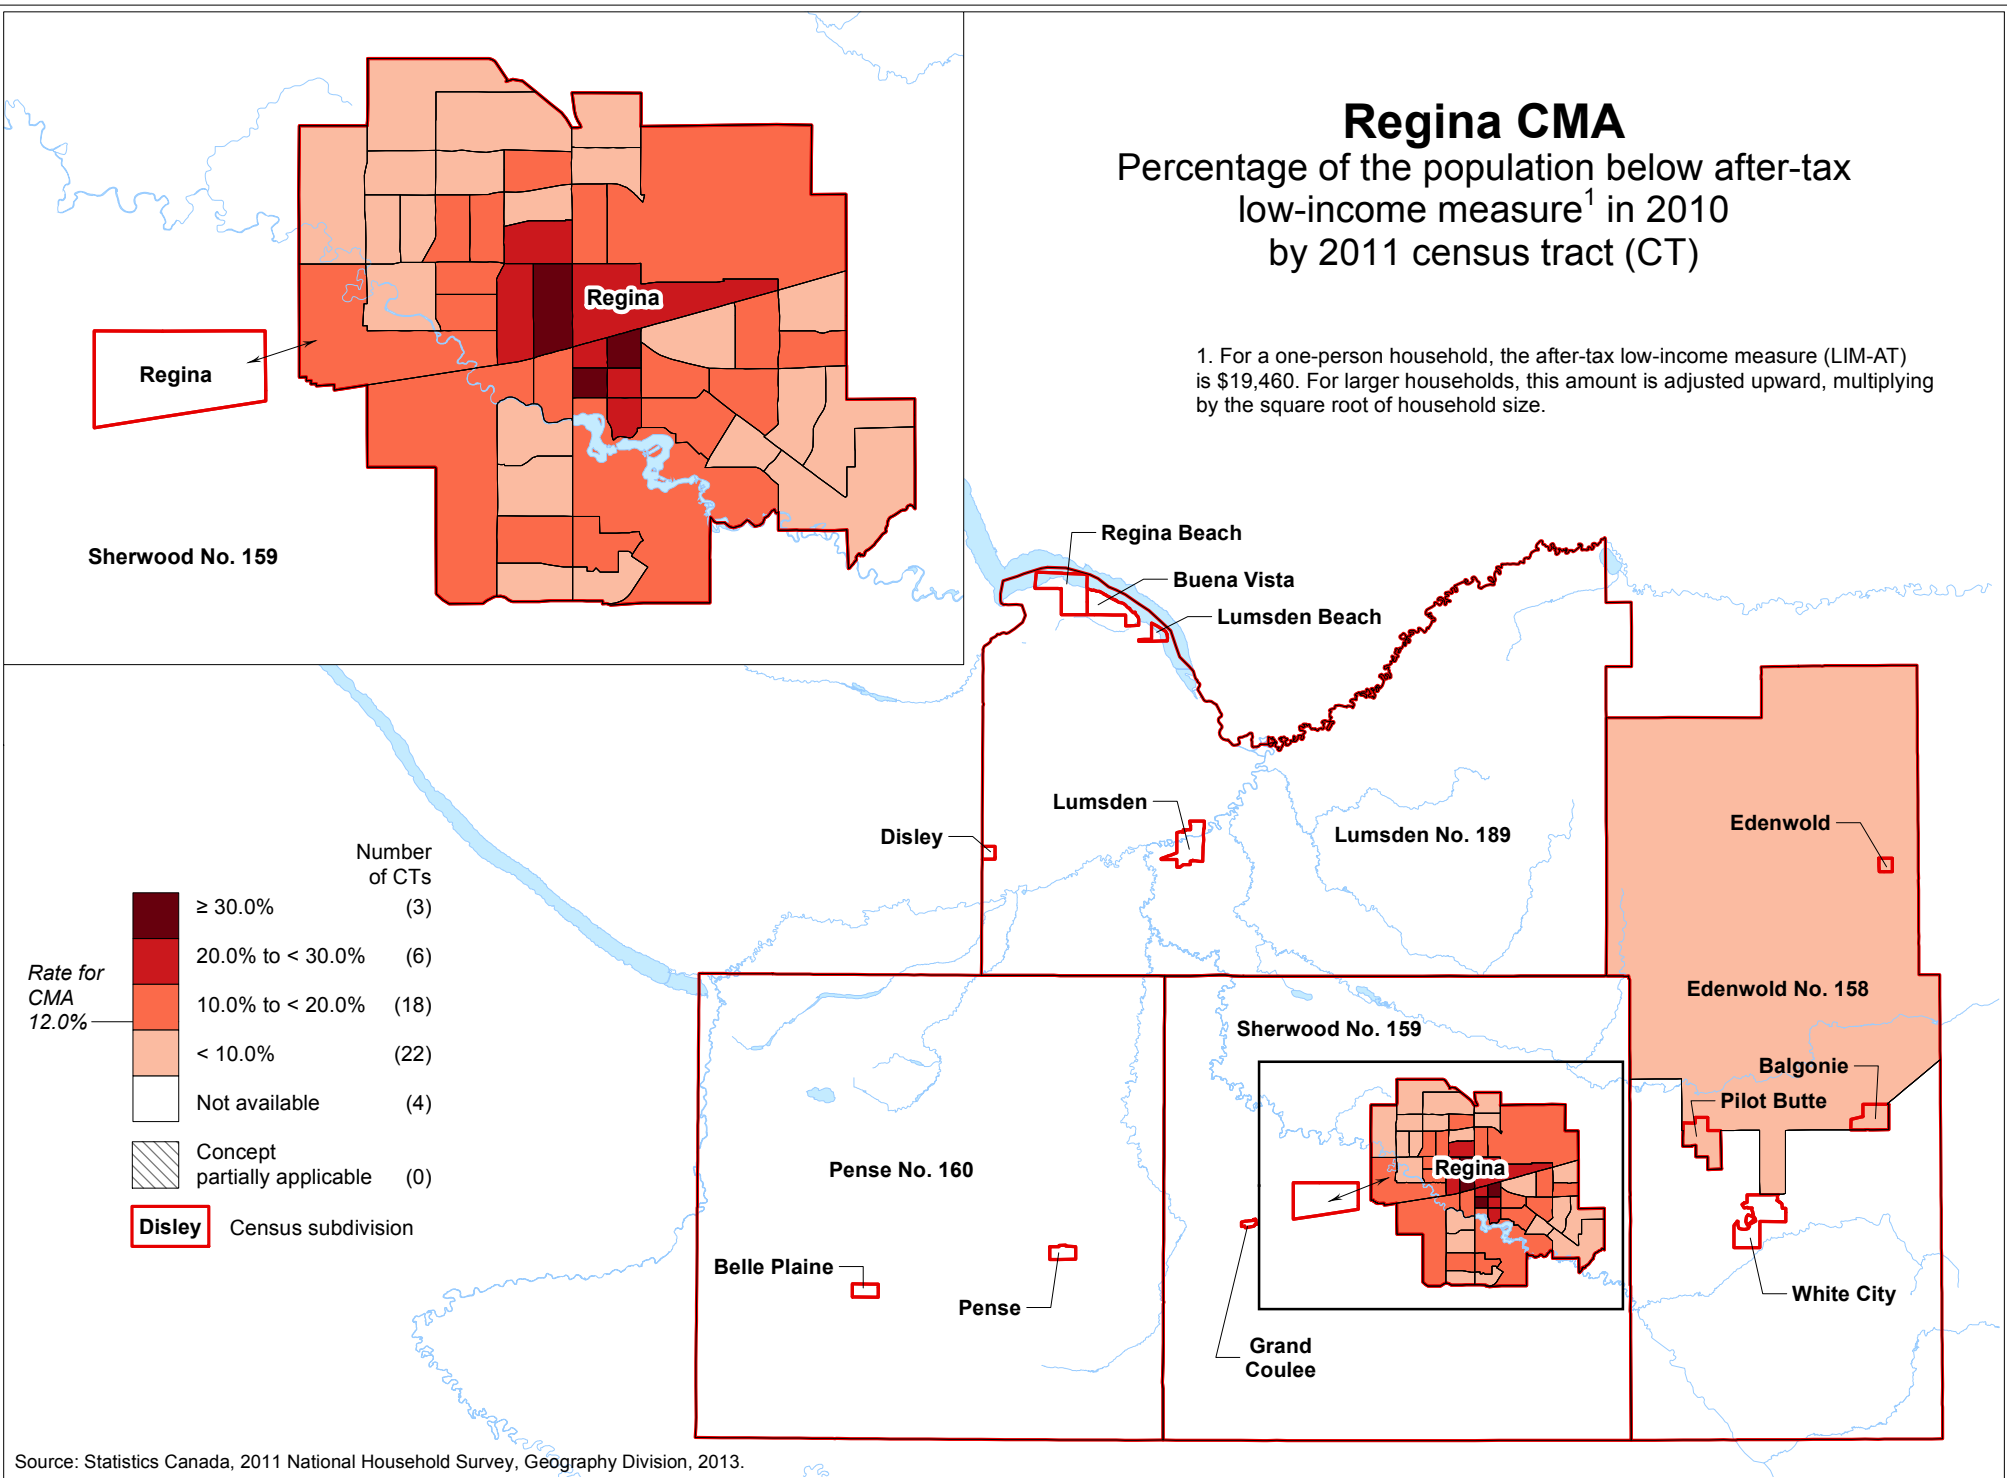 Regina CMA
Percentage of the population below after-tax
low-income measure1 in 2010
by 2011 census tract (CT)
1. For a one-person household, the after-tax low-income measure (LIM-AT)
is $19,460. For larger households, this amount is adjusted upward, multiplying
by the square root of household size.
Regina
Regina
Sherwood No. 159
Regina Beach
Buena Vista
Lumsden Beach
Lumsden
Disley
Lumsden No. 189
Edenwold
Edenwold No. 158
Sherwood No. 159
Balgonie
Pilot Butte
Pense No. 160
Regina
Belle Plaine
Pense
White City
Grand
Coulee
Number
of CTs
≥ 30.0% (3)
20.0% to < 30.0% (6)
10.0% to < 20.0% (18)
< 10.0% (22)
Not available (4)
Concept
partially applicable (0)
Rate for
CMA
12.0%
Disley Census subdivision
Source: Statistics Canada, 2011 National Household Survey, Geography Division, 2013.